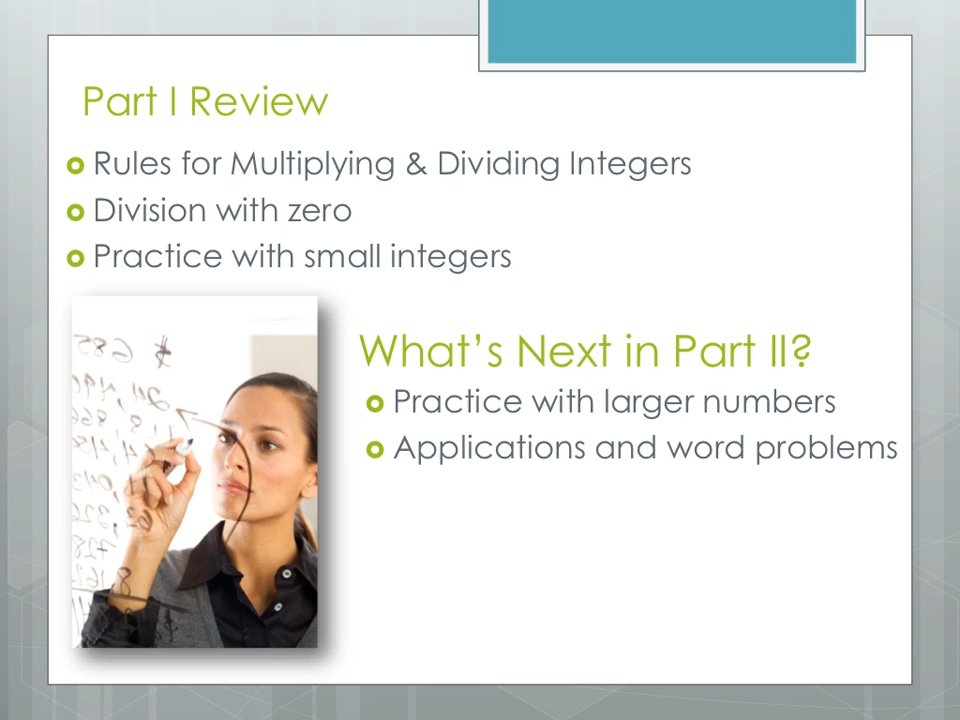 Part I Review
Rules for Multiplying & Dividing Integers
Division with zero
Practice with small integers
What's Next in Part II?
Practice with larger numbers
Applications and word problems